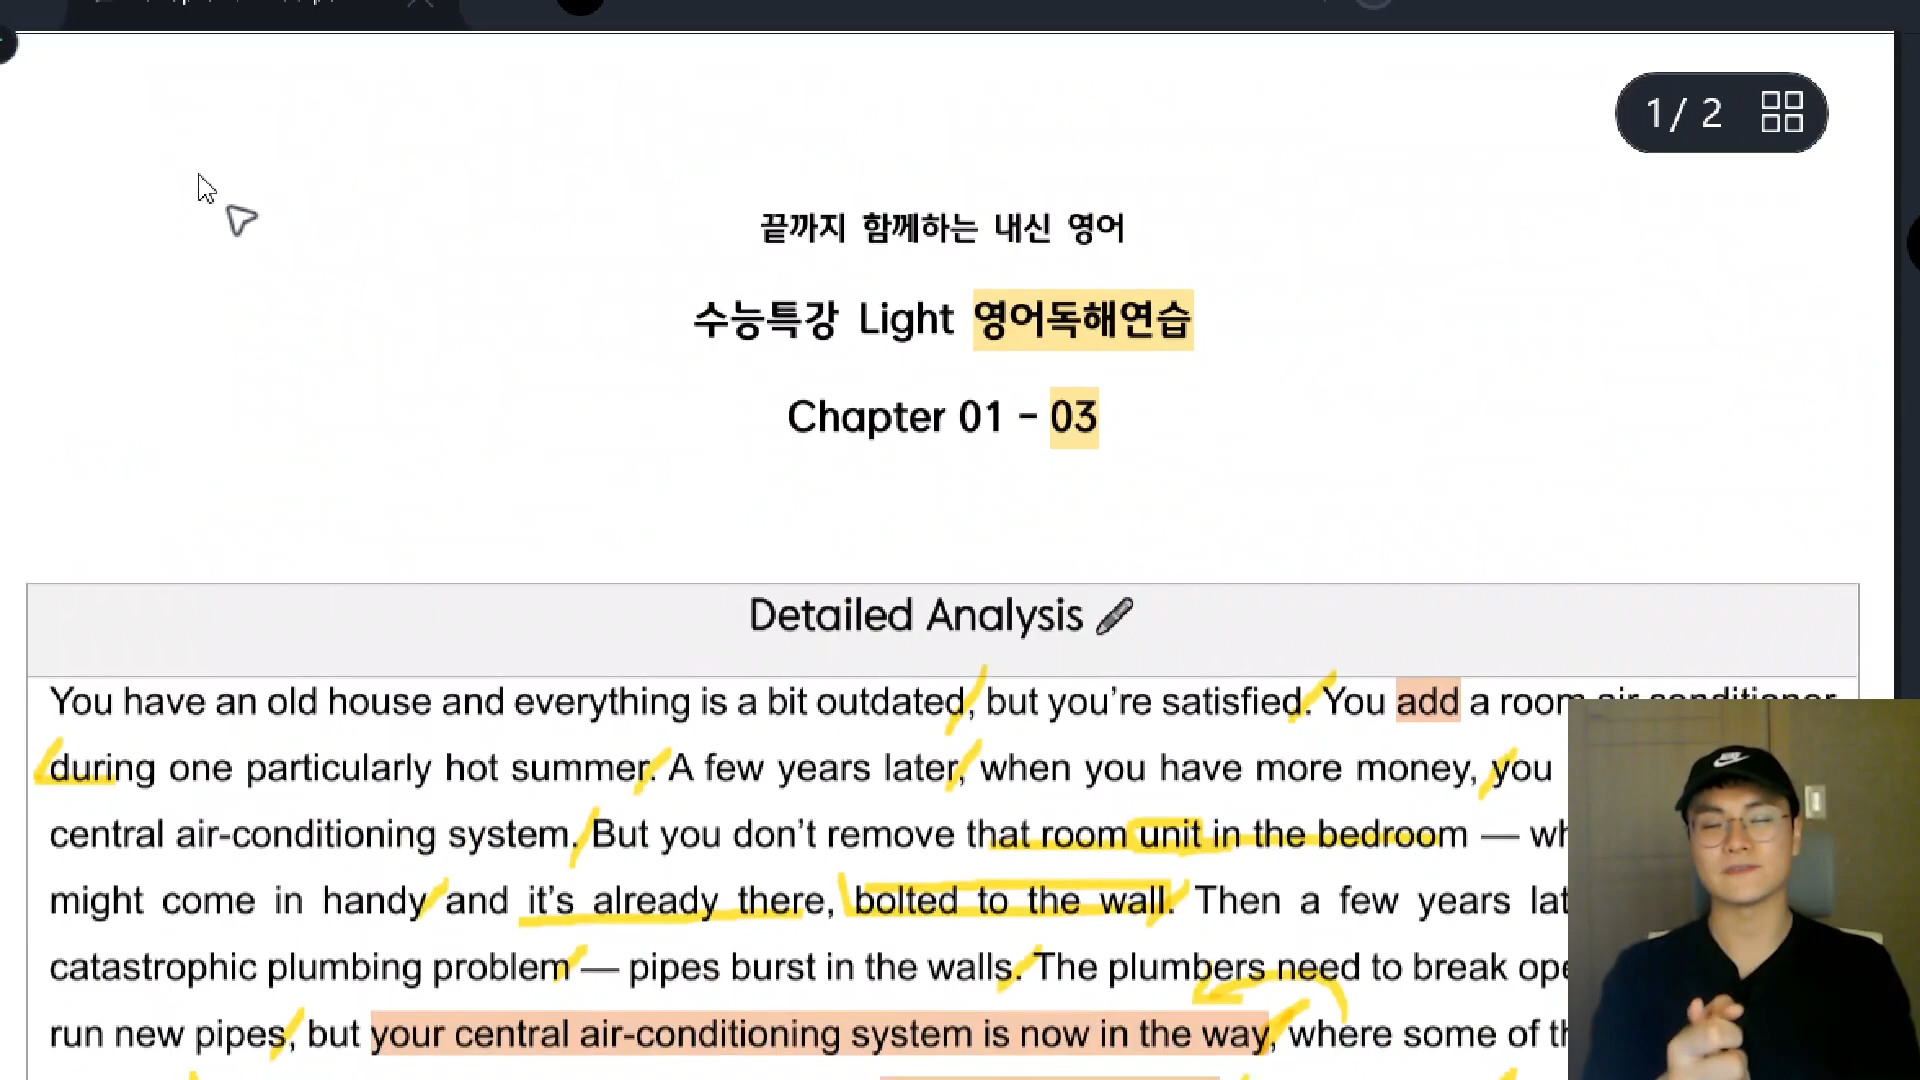 1/ 2
끝까지 함께하는 내신 영어
수능특강 Light 영어독해연습
Chapter 01 – 03
Detailed Analysis
You have an old house and everything is a bit outdated, but you're satisfied. You add a room air conditioner
during one particularly hot summer. A few years later, when you have more money, you
central air-conditioning system. But you don't remove that room unit in the bedroom — 
might come in handy and it's already there, bolted to the wall. Then a few years
catastrophic plumbing problem — pipes burst in the walls. The plumbers need to break
run new pipes, but your central air-conditioning system is now in the way, where some of